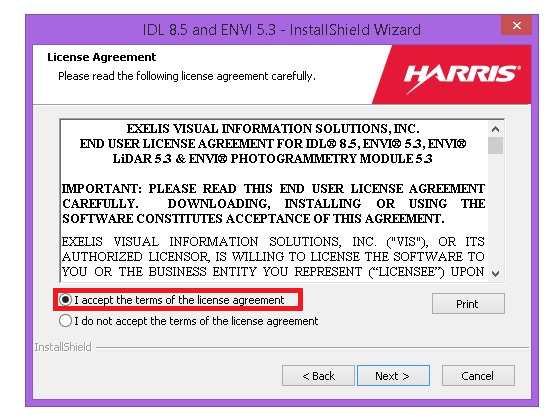 IDL 8.5 and ENVI 5.3 - InstallShield Wizard
License Agreement
Please read the following license agreement carefully.
HARRIS®
EXELIS VISUAL INFORMATION SOLUTIONS, INC.
END USER LICENSE AGREEMENT FOR IDL® 8.5, ENVI® 5.3, ENVI®
LiDAR 5.3 & ENVI® PHOTOGRAMMETRY MODULE 5.3
IMPORTANT: PLEASE READ THIS END USER LICENSE AGREEMENT
CAREFULLY. DOWNLOADING, INSTALLING OR USING THE
SOFTWARE CONSTITUTES ACCEPTANCE OF THIS AGREEMENT.
EXELIS VISUAL INFORMATION SOLUTIONS, INC. ("VIS"), OR ITS
AUTHORIZED LICENSOR, IS WILLING TO LICENSE THE SOFTWARE TO
YOU OR THE BUSINESS ENTITY YOU REPRESENT (“LICENSEE”) UPON
I accept the terms of the license agreement
Print
I do not accept the terms of the license agreement
InstallShield
< Back
Next >
Cancel